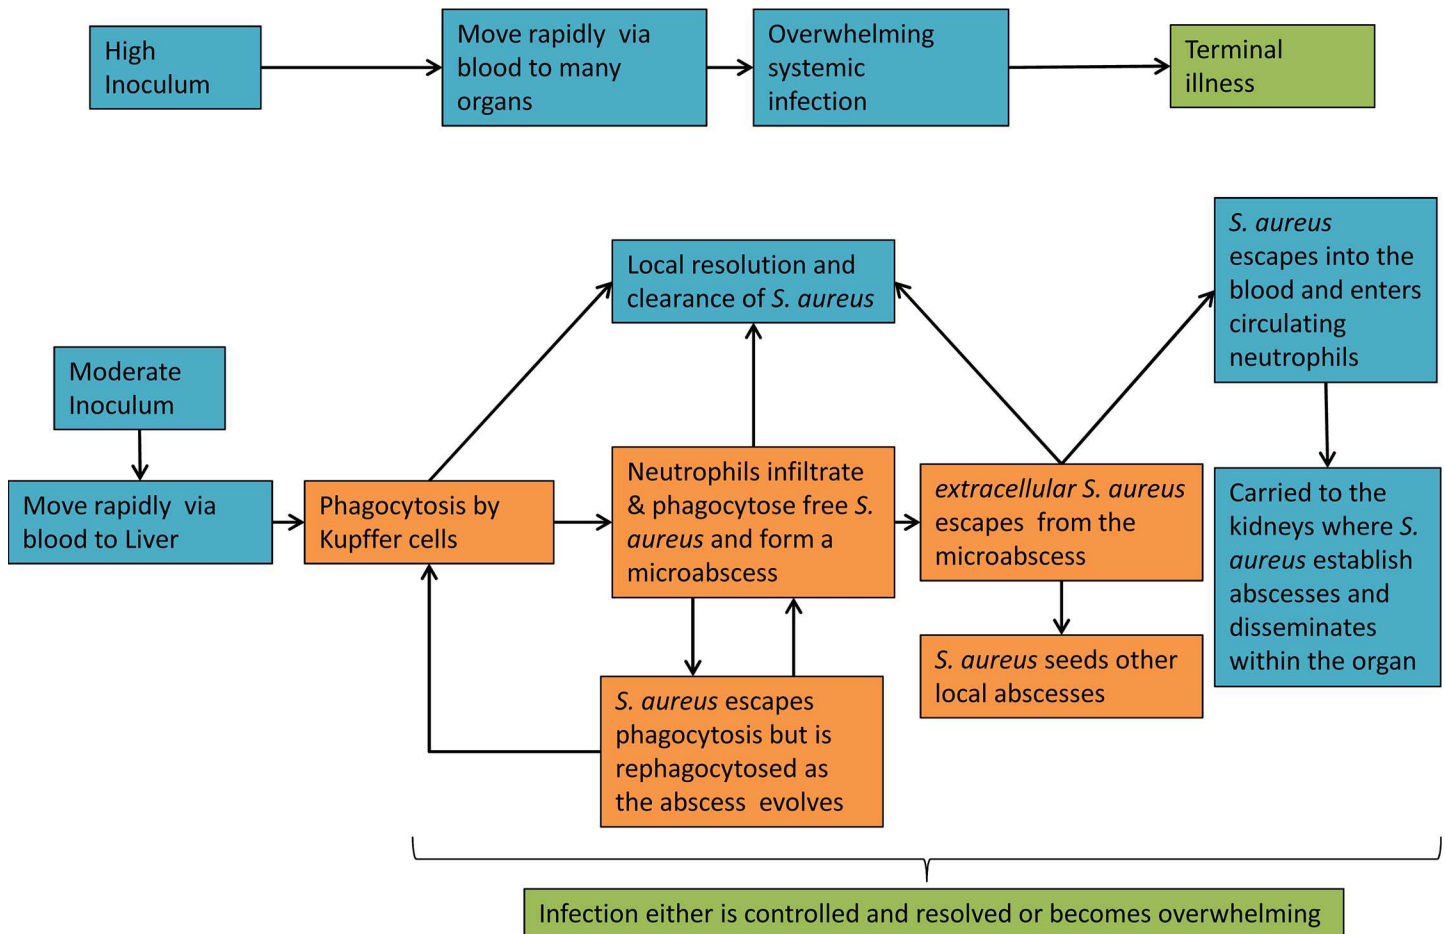 High
Inoculum
Move rapidly via
blood to many
organs
Overwhelming
systemic
infection
Terminal
illness
Local resolution and
clearance of S. aureus
S. aureus
escapes into the
blood and enters
circulating
neutrophils
Moderate
Inoculum
Move rapidly via
blood to Liver
Phagocytosis by
Kupffer cells
Neutrophils infiltrate
& phagocytose free S.
aureus and form a
microabscess
extracellular S. aureus
escapes from the
microabscess
Carried to the
kidneys where S.
aureus establish
abscesses and
disseminates
within the organ
S. aureus seeds other
local abscesses
S. aureus escapes
phagocytosis but is
rephagocytosed as
the abscess evolves
Infection either is controlled and resolved or becomes overwhelming